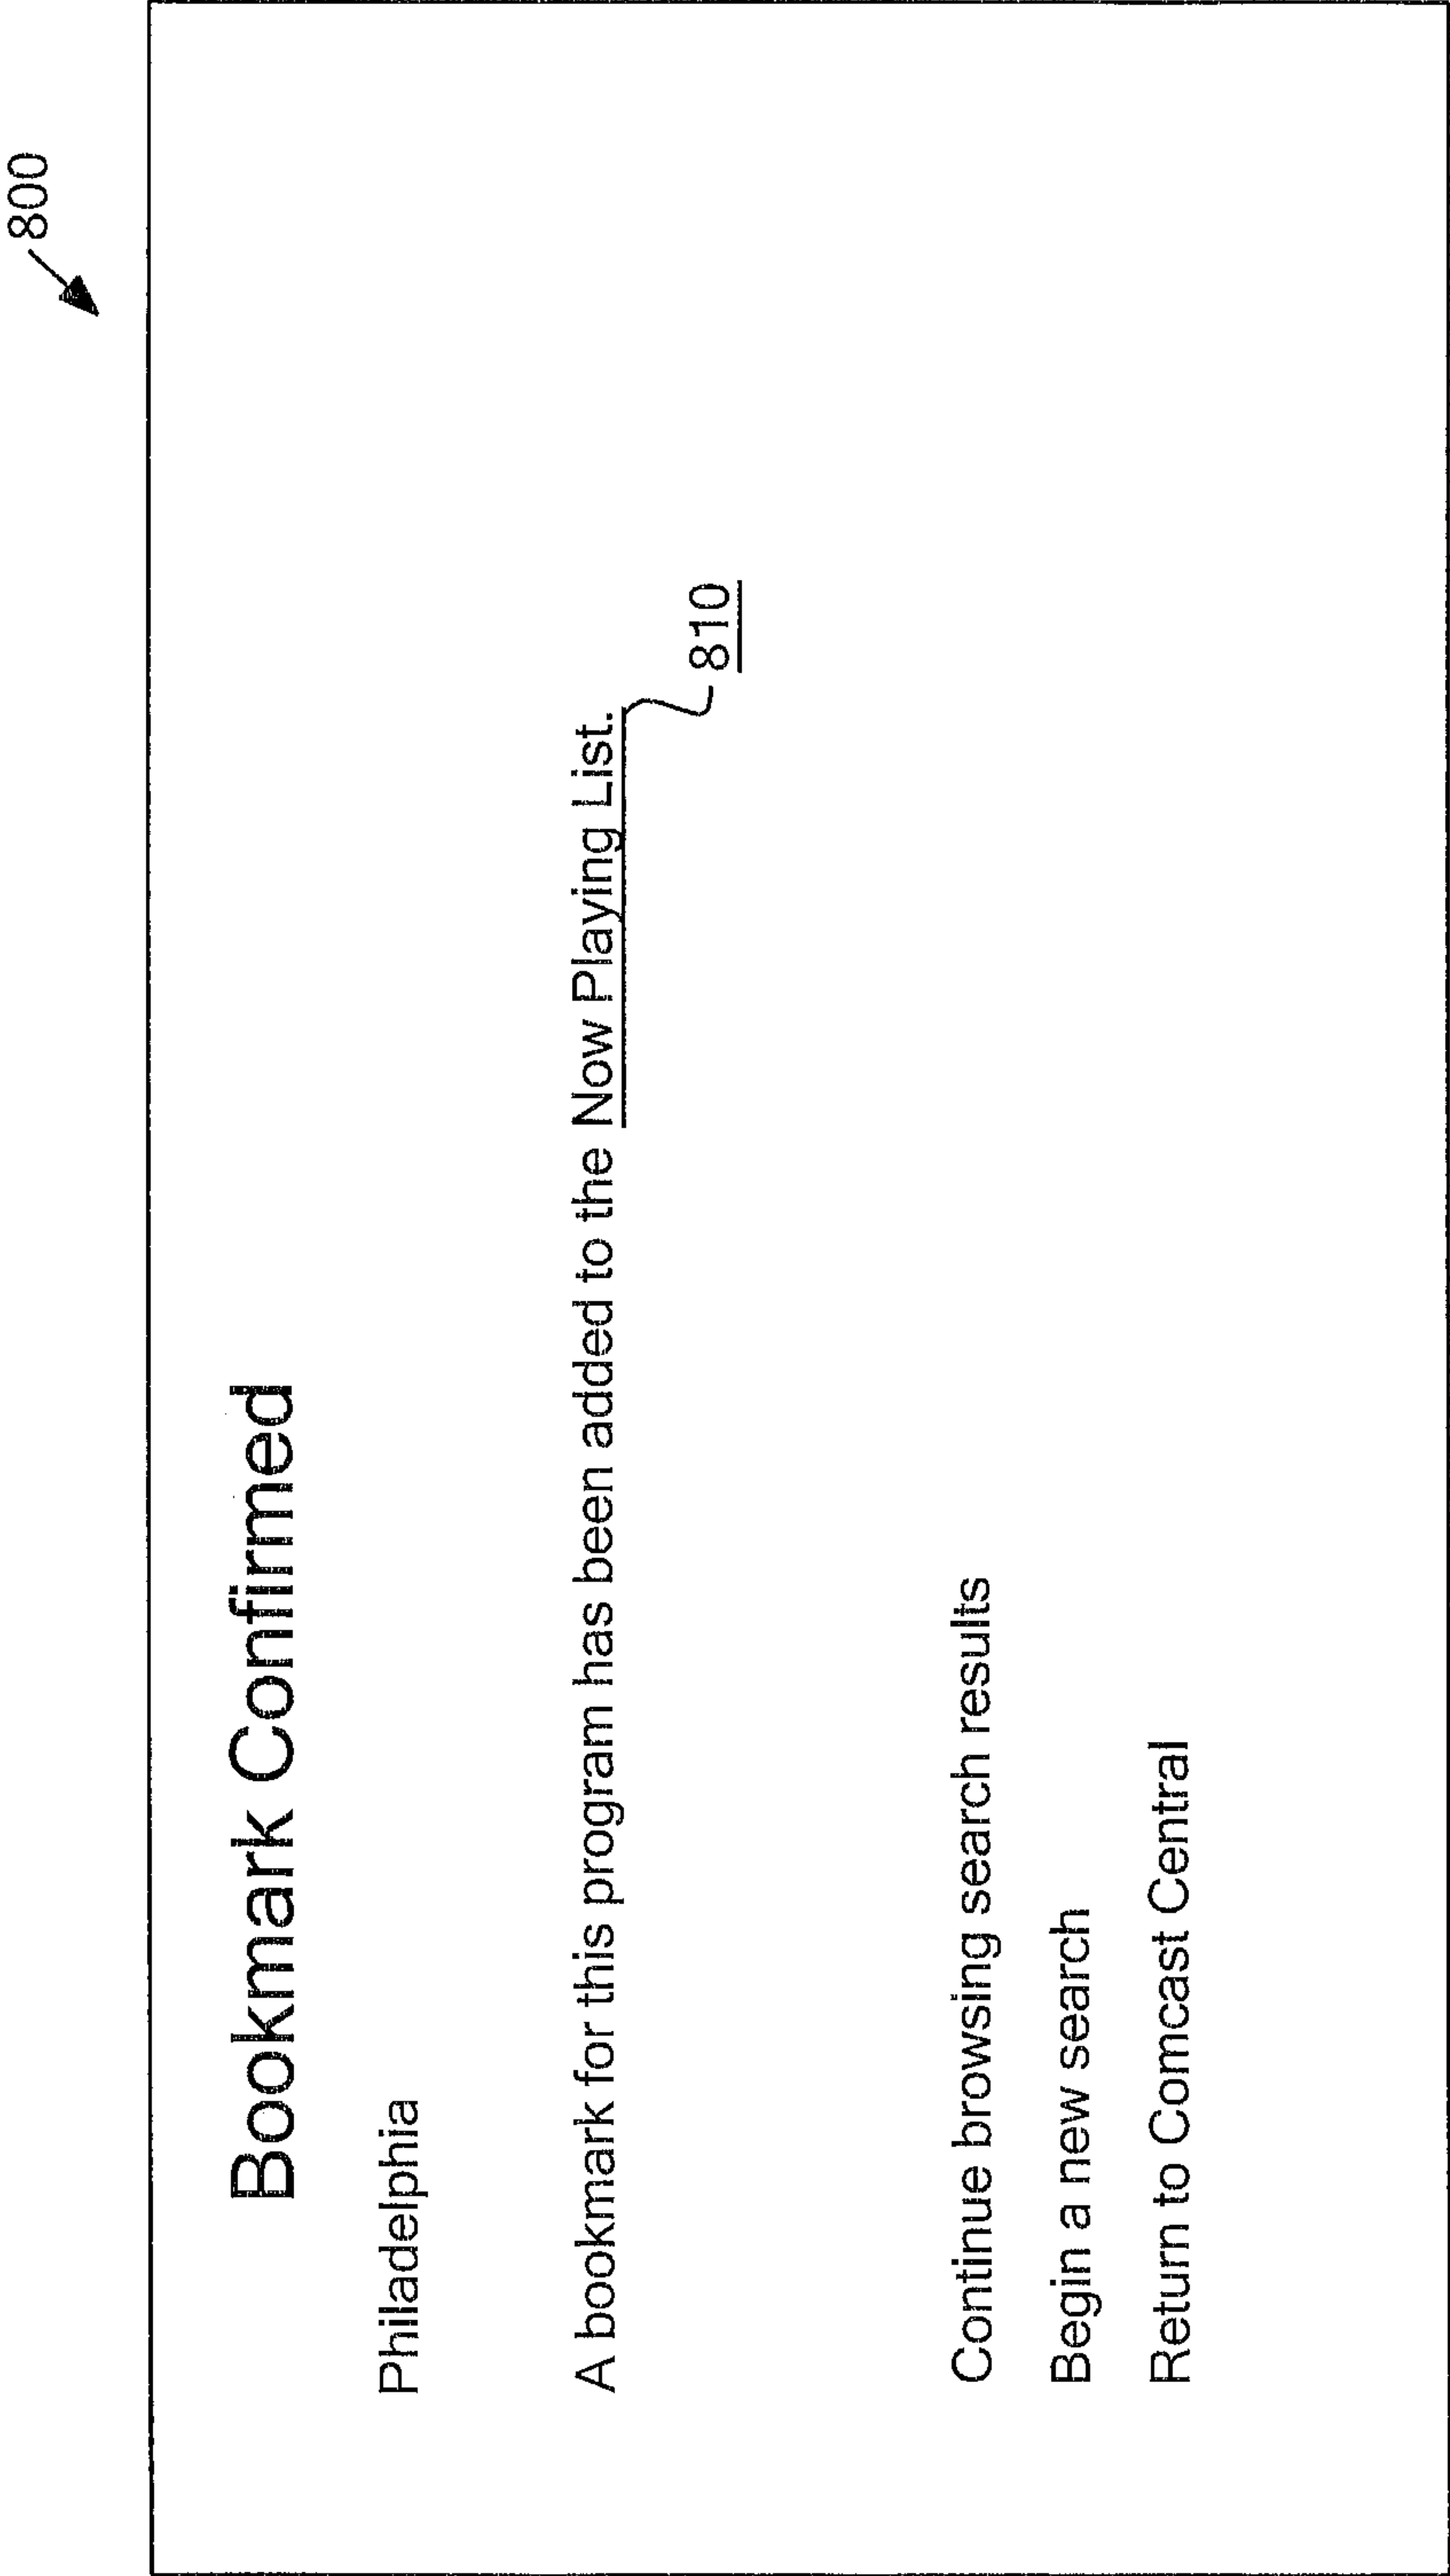 800
Bookmark Confirmed
Philadelphia
A bookmark for this program has been added to the Now Playing List.
810
Continue browsing search results
Begin a new search
Return to Comcast Central